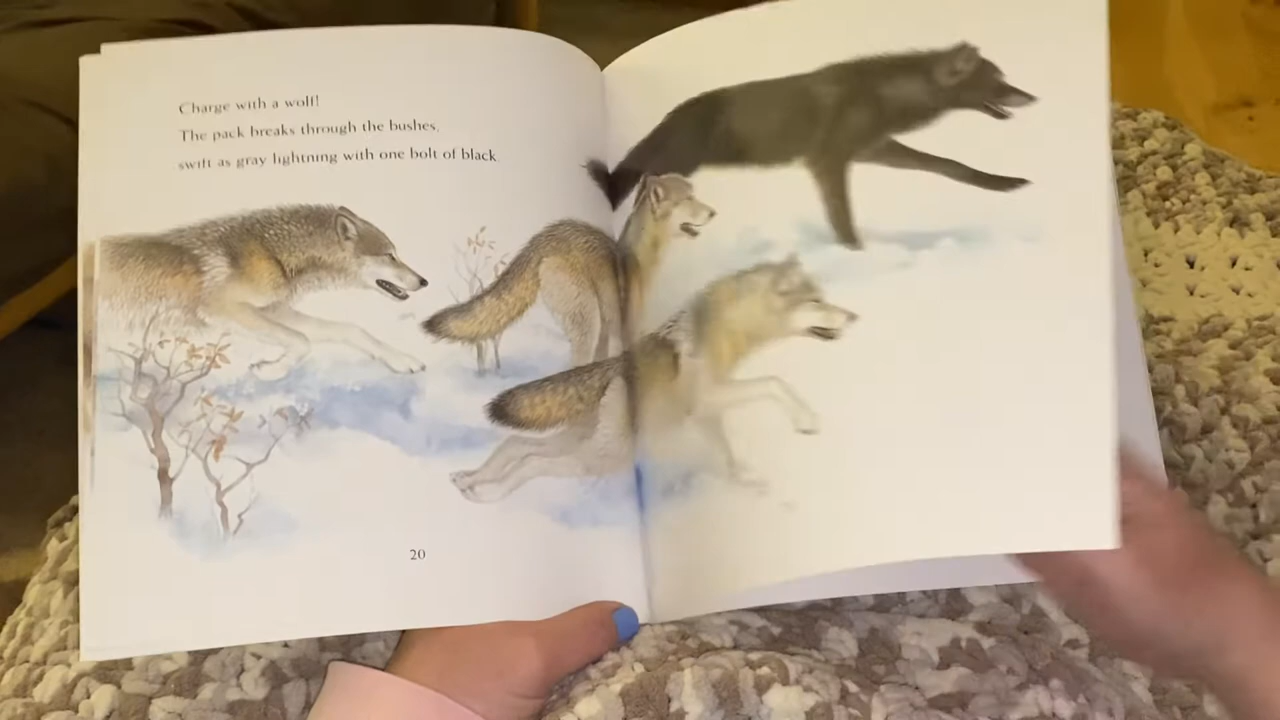 Charge with a wolf!
The pack breaks through the bushes,
swift as gray lightning with one bolt of black.
20